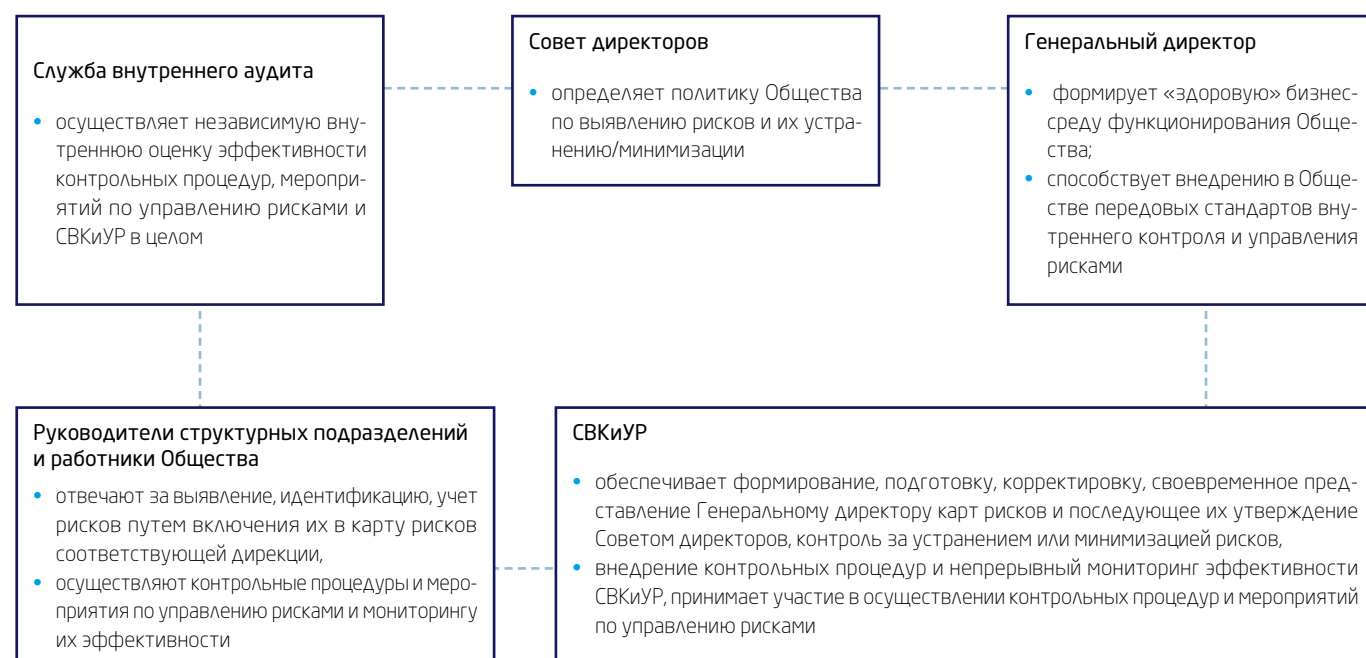 Служба внутреннего аудита
• осуществляет независимую вну-
треннюю оценку эффективности
контрольных процедур, меропри-
ятий по управлению рисками и
СВКиУР в целом
Совет директоров
• определяет политику Общества
по выявлению рисков и их устра-
нению/минимизации
Генеральный директор
• формирует «здоровую» бизнес-
среду функционирования Обще-
ства;
• способствует внедрению в Обще-
стве передовых стандартов вну-
треннего контроля и управления
рисками
Руководители структурных подразделений
и работники Общества
• отвечают за выявление, идентификацию, учет
рисков путем включения их в карту рисков
соответствующей дирекции,
• осуществляют контрольные процедуры и меро-
приятия по управлению рисками и мониторингу
их эффективности
СВКиУР
• обеспечивает формирование, подготовку, корректировку, своевременное пред-
ставление Генеральному директору карт рисков и последующее их утверждение
Советом директоров, контроль за устранением или минимизацией рисков,
• внедрение контрольных процедур и непрерывный мониторинг эффективности
СВКиУР, принимает участие в осуществлении контрольных процедур и мероприятий
по управлению рисками